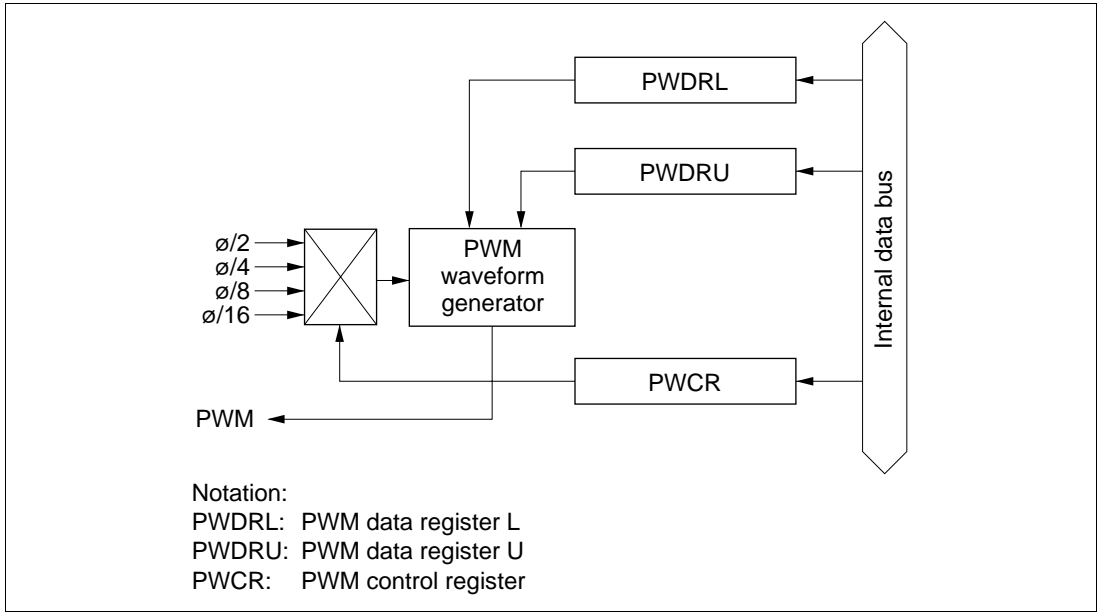 PWDRL
PWDRU
Internal data bus
ø/2
ø/4
ø/8
ø/16
PWM
waveform
generator
PWCR
PWM
Notation:
PWDRL: PWM data register L
PWDRU: PWM data register U
PWCR: PWM control register